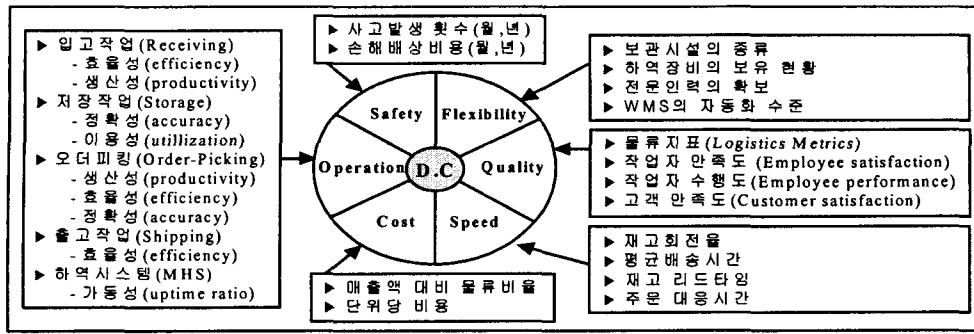 ▶ 입고작업(Receiving)
- 효율성(efficiency)
- 생산성(productivity)
▶ 저장작업(Storage)
- 정확성(accuracy)
- 이용성(utillization)
▶ 오더피킹(Order-Picking)
- 생산성(productivity)
- 효율성(efficiency)
- 정확성(accuracy)
▶ 출고작업(Shipping)
- 효율성(efficiency)
▶ 하역시스템(MHS)
- 가동성(uptime ratio)
▶ 사고발생 횟수(월,년)
▶ 손해배상비용(월,년)
Safety
Flexibility
Operation
D.C
Quality
Cost
Speed
▶ 매출액 대비 물류비율
▶ 단위당 비용
▶ 보관시설의 종류
▶ 하역장비의 보유 현황
▶ 전문인력의 확보
▶ WMS의 자동화 수준
▶ 물류지표(Logistics Metrics)
▶ 작업자 만족도(Employee satisfaction)
▶ 작업자 수행도(Employee performance)
▶ 고객 만족도(Customer satisfaction)
▶ 재고회전율
▶ 평균배송시간
▶ 재고 리드타임
▶ 주문 대응시간